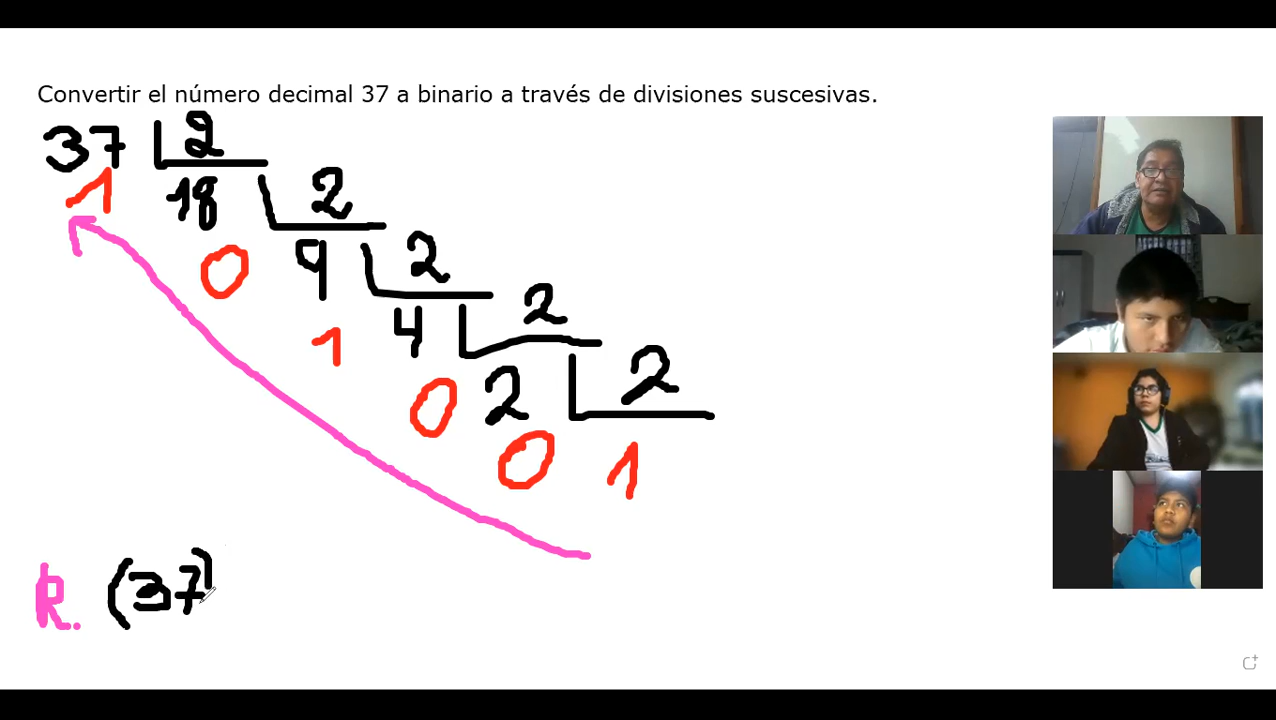 Convertir el número decimal 37 a binario a través de divisiones suscesivas.
37 2
1 18 2
0 9 2
1 4 2
0 2 2
0 1
R. (37)